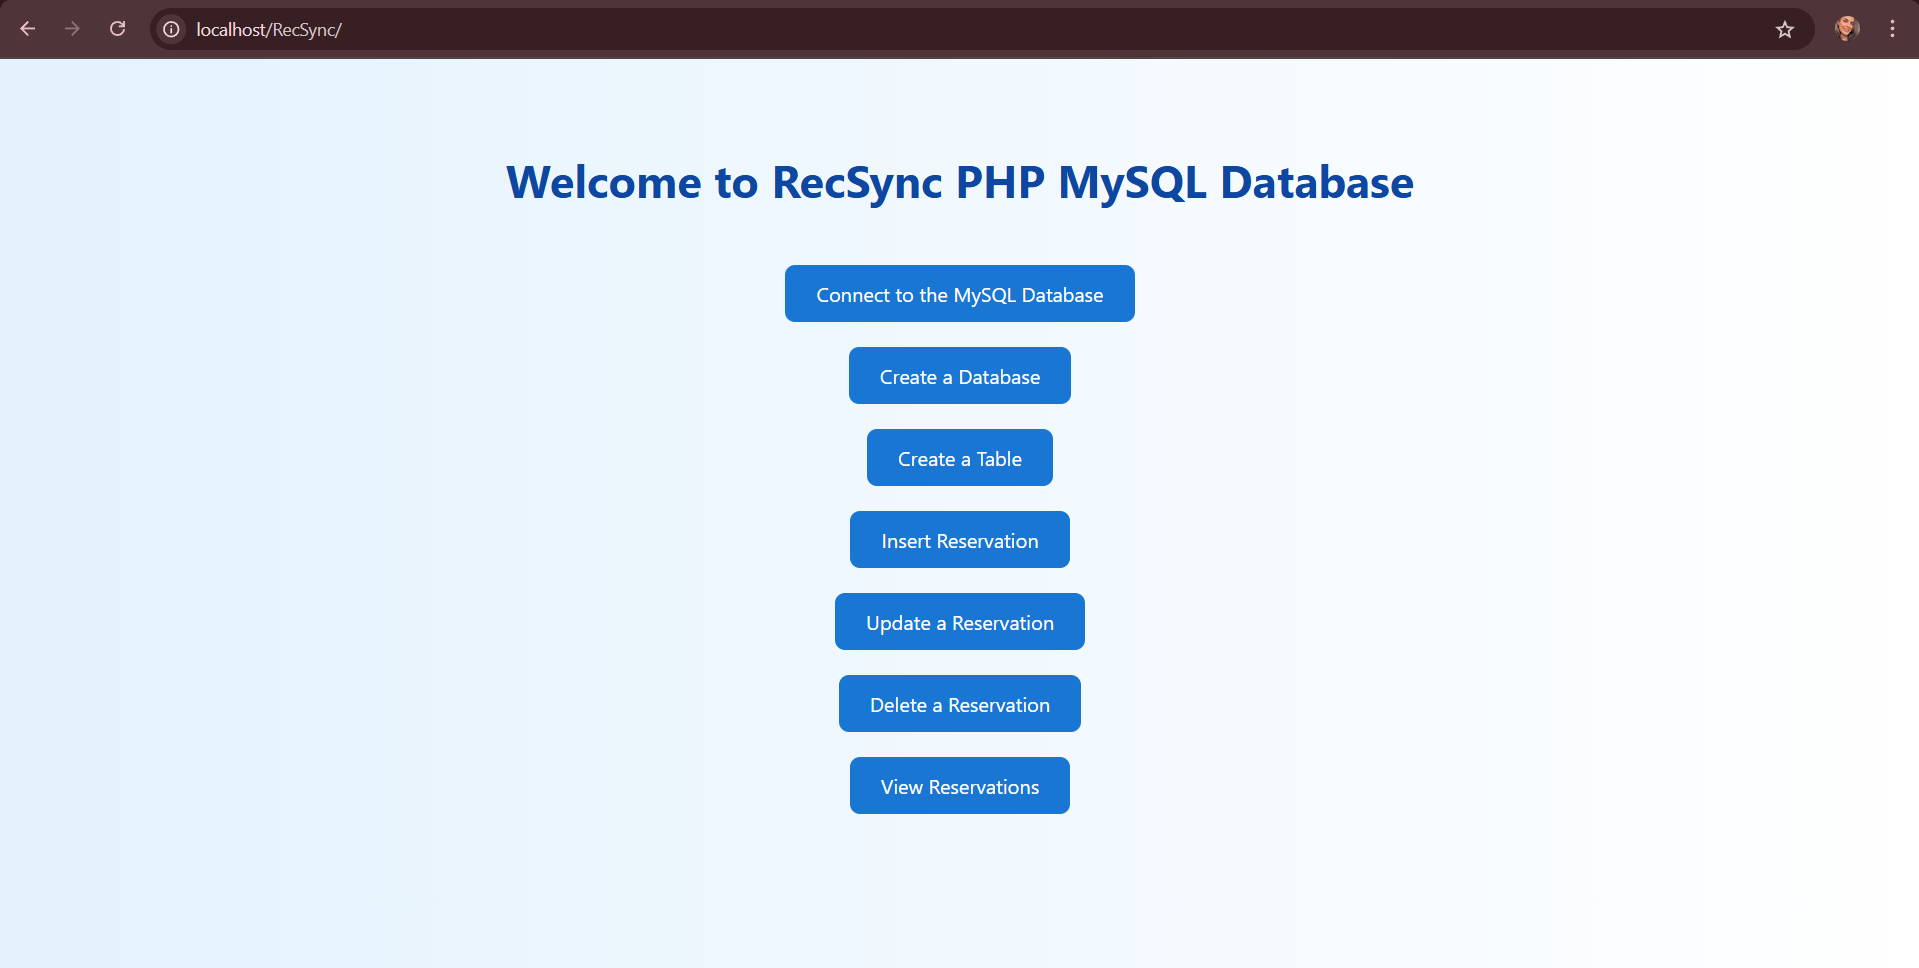 localhost/RecSync/
Welcome to RecSync PHP MySQL Database
Connect to the MySQL Database
Create a Database
Create a Table
Insert Reservation
Update a Reservation
Delete a Reservation
View Reservations